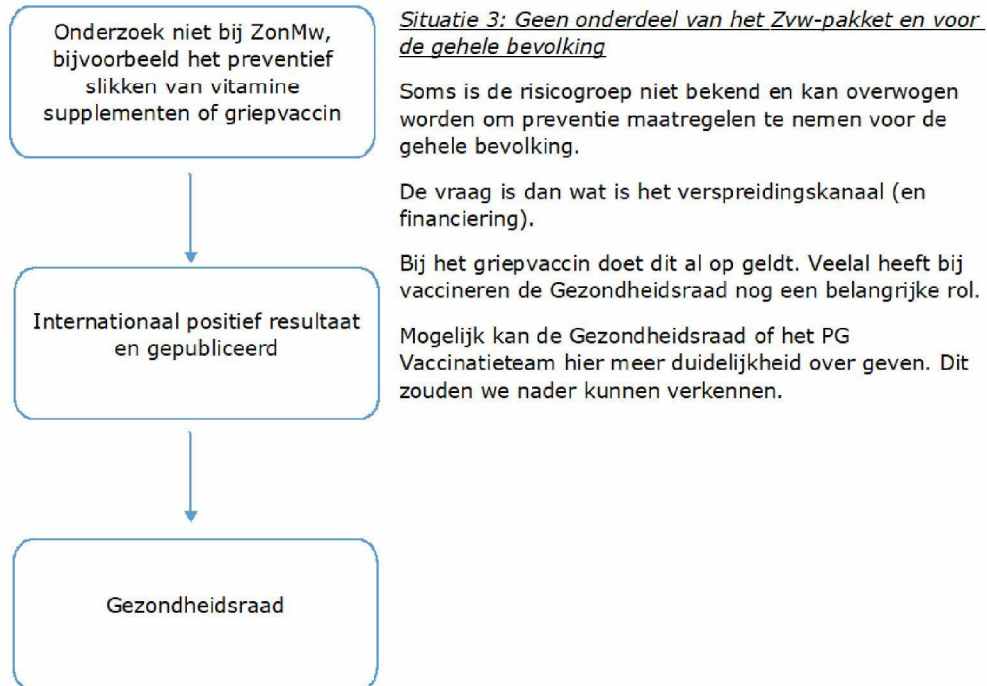 Onderzoek niet bij ZonMw,
bijvoorbeeld het preventief
slikken van vitamine
supplementen of griepvaccin
Internationaal positief resultaat
en gepubliceerd
Gezondheidsraad
Situatie 3: Geen onderdeel van het Zvw-pakket en voor
de gehele bevolking
Soms is de risicogroep niet bekend en kan overwogen
worden om preventie maatregelen te nemen voor de
gehele bevolking.
De vraag is dan wat is het verspreidingskanaal (en
financiering).
Bij het griepvaccin doet dit al op geldt. Veelal heeft bij
vaccineren de Gezondheidsraad nog een belangrijke rol.
Mogelijk kan de Gezondheidsraad of het PG
Vaccinatieteam hier meer duidelijkheid over geven. Dit
zouden we nader kunnen verkennen.